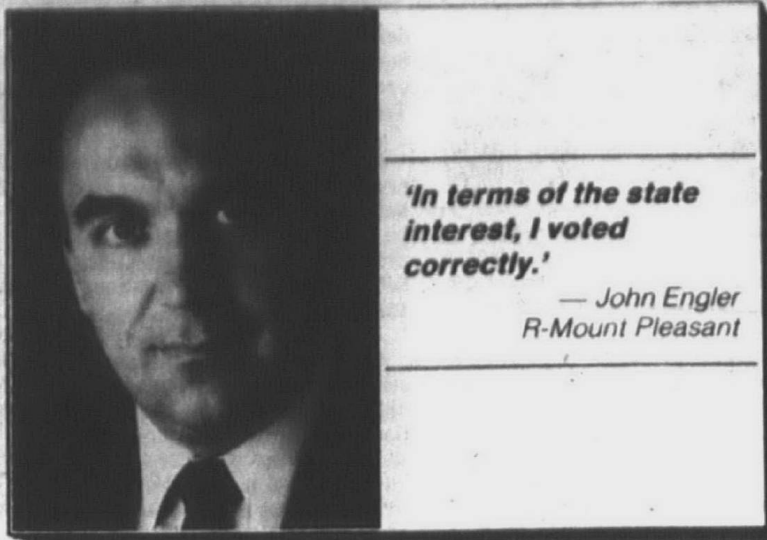 ‘In terms of the state
interest, I voted
correctly.’
— John Engler
R-Mount Pleasant